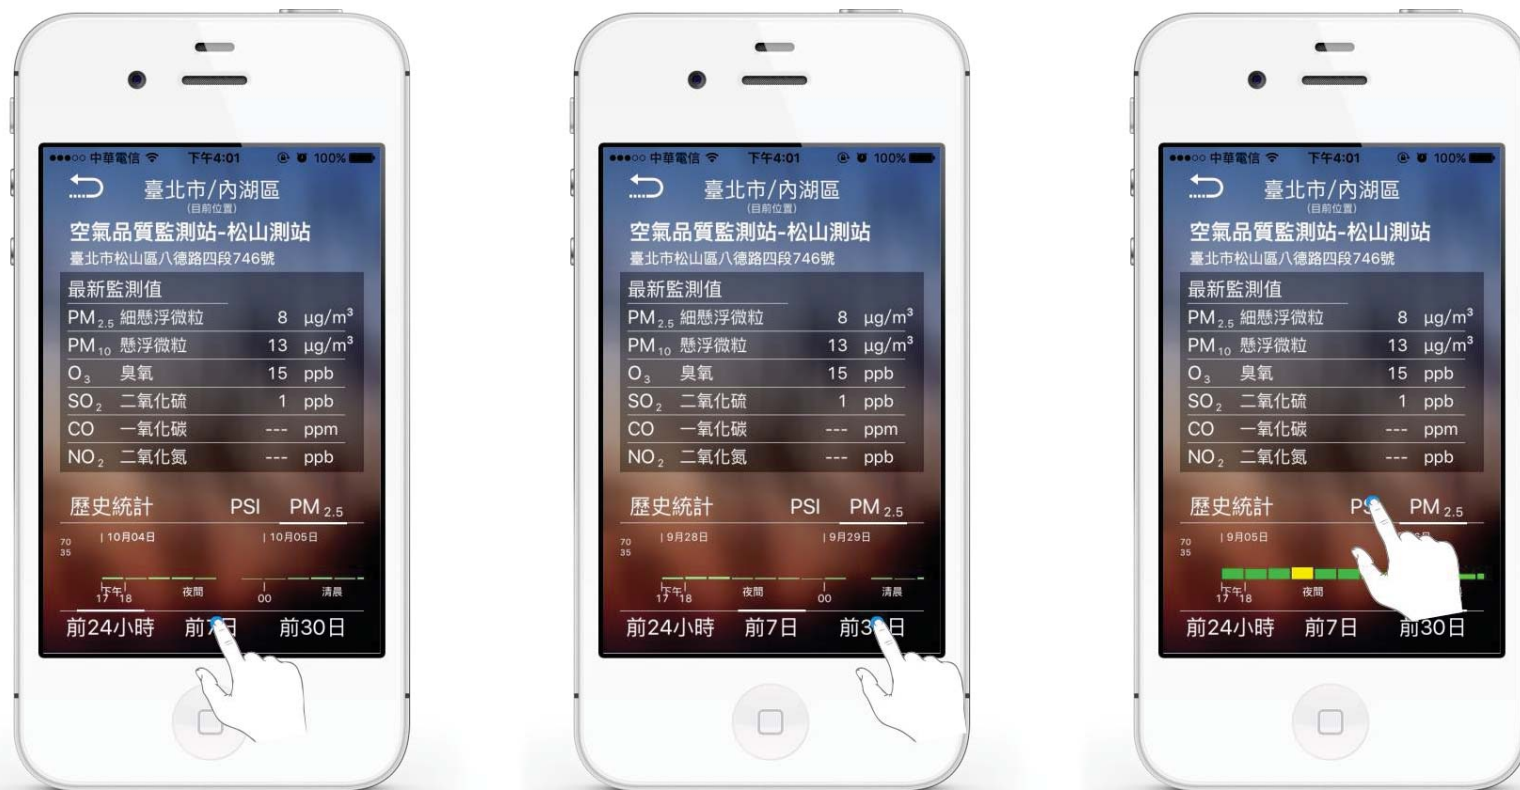 中華電信 下午4:01 100%
臺北市/內湖區
(目前位置)
空氣品質監測站-松山測站
臺北市松山區八德路四段746號
最新監測值
PM2.5 細懸浮微粒 8 μg/m³
PM10 懸浮微粒 13 μg/m³
O3 臭氧 15 ppb
SO2 二氧化硫 1 ppb
CO 一氧化碳 --- ppm
NO2 二氧化氮 --- ppb
歷史統計 PSI PM2.5
70 10月04日 10月05日
35
下午 夜間 清晨
17 18 00
前24小時 前7日 前30日
中華電信 下午4:01 100%
臺北市/內湖區
(目前位置)
空氣品質監測站-松山測站
臺北市松山區八德路四段746號
最新監測值
PM2.5 細懸浮微粒 8 μg/m³
PM10 懸浮微粒 13 μg/m³
O3 臭氧 15 ppb
SO2 二氧化硫 1 ppb
CO 一氧化碳 --- ppm
NO2 二氧化氮 --- ppb
歷史統計 PSI PM2.5
70 9月28日 9月29日
35
下午 夜間 清晨
17 18 00
前24小時 前7日 前30日
中華電信 下午4:01 100%
臺北市/內湖區
(目前位置)
空氣品質監測站-松山測站
臺北市松山區八德路四段746號
最新監測值
PM2.5 細懸浮微粒 8 μg/m³
PM10 懸浮微粒 13 μg/m³
O3 臭氧 15 ppb
SO2 二氧化硫 1 ppb
CO 一氧化碳 --- ppm
NO2 二氧化氮 --- ppb
歷史統計 PSI PM2.5
70 9月05日
35
下午 夜間
17 18
前24小時 前7日 前30日